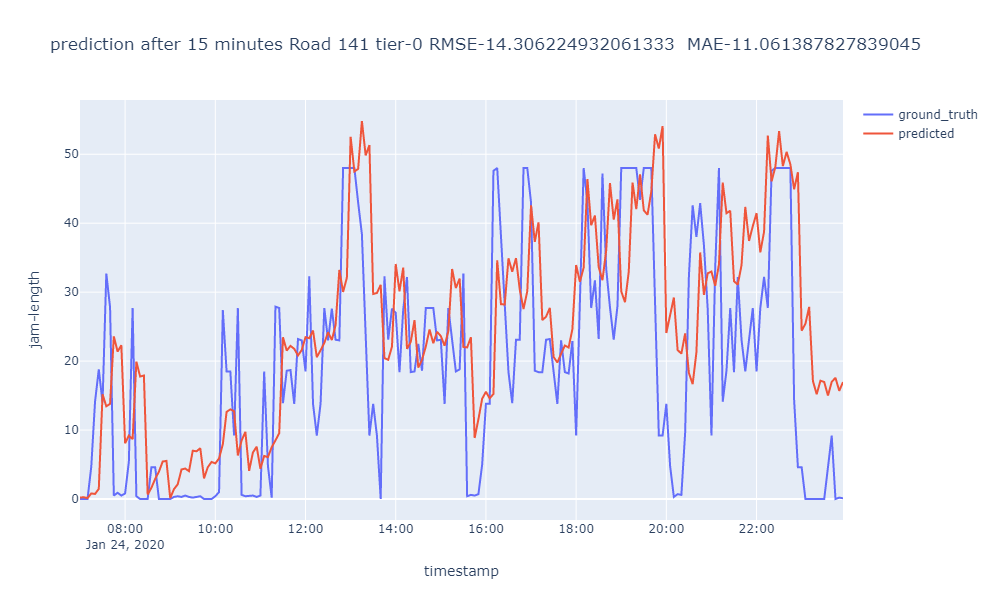 prediction after 15 minutes Road 141 tier-0 RMSE-14.306224932061333  MAE-11.061387827839045
ground_truth
predicted
50
40
30
20
10
0
jam-length
08:00 10:00 12:00 14:00 16:00 18:00 20:00 22:00
Jan 24, 2020
timestamp